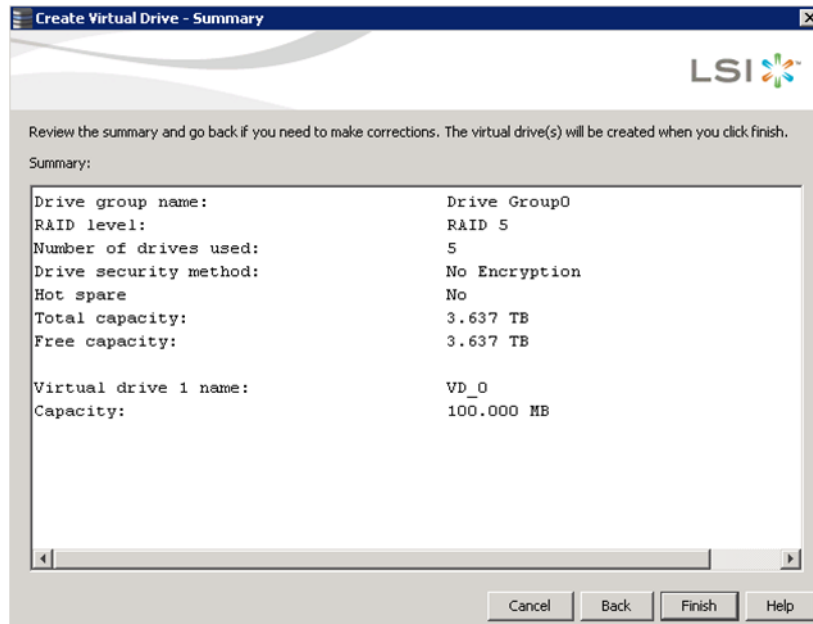 Create Virtual Drive - Summary
LSI
Review the summary and go back if you need to make corrections. The virtual drive(s) will be created when you click finish.
Summary:
Drive group name: Drive Group0
RAID level: RAID 5
Number of drives used: 5
Drive security method: No Encryption
Hot spare No
Total capacity: 3.637 TB
Free capacity: 3.637 TB
Virtual drive 1 name: VD_0
Capacity: 100.000 MB
Cancel Back Finish Help